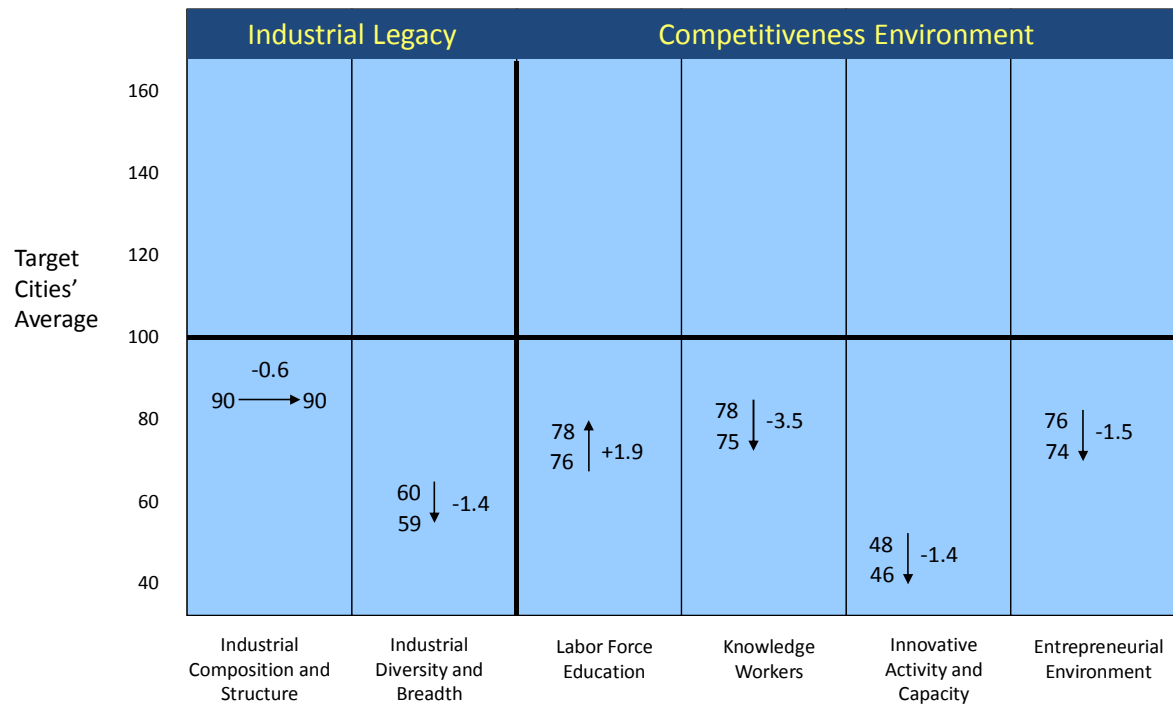 Industrial Legacy
Competitiveness Environment
160
140
120
Target
Cities’
Average
100
80
60
40
-0.6
90
90
60
59
-1.4
78
76
+1.9
78
75
-3.5
48
46
-1.4
76
74
-1.5
Industrial
Composition and
Structure
Industrial
Diversity and
Breadth
Labor Force
Education
Knowledge
Workers
Innovative
Activity and
Capacity
Entrepreneurial
Environment